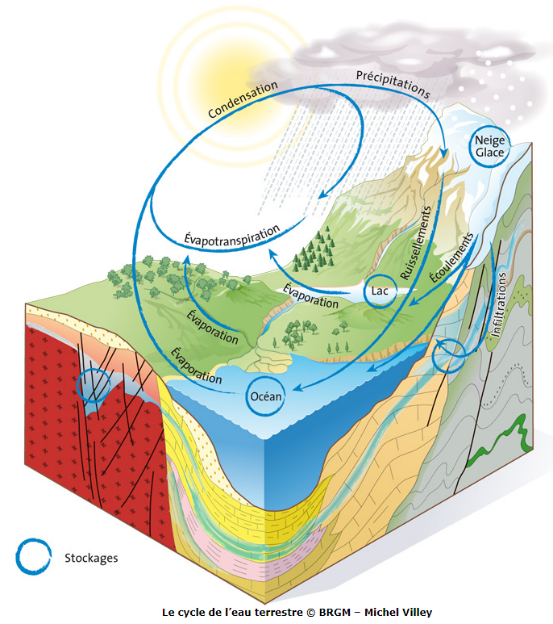 Condensation
Précipitations
Neige
Glace
Évapotranspiration
Ruissellements
Écoulements
Infiltrations
Évaporation
Lac
Évaporation
Évaporation
Océan
Stockages
Le cycle de l´eau terrestre © BRGM – Michel Villey